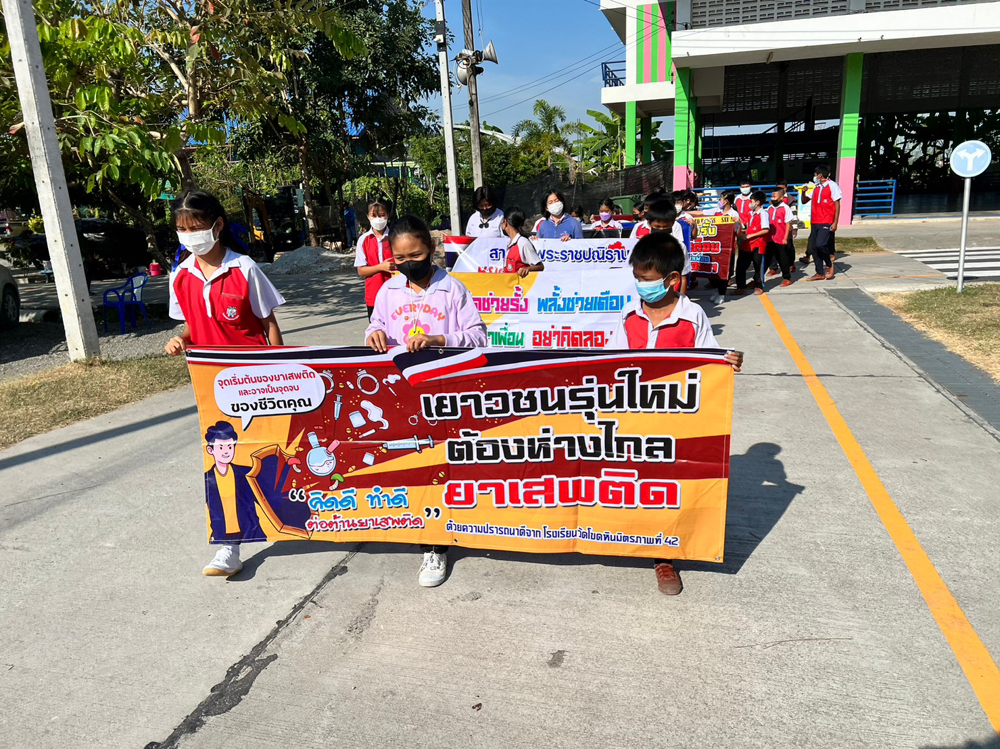 สา พระราชปณิธาน
ช่วยรั้ง พลั้งช่วยเตือน
เพื่อน อย่าคิดลอง
EVERYDAY
จุดเริ่มต้นของยาเสพติด
และอาจเป็นจุดจบ
ของชีวิตคุณ
เยาวชนรุ่นใหม่
ต้องห่างไกล
ยาเสพติด
“คิดดี ทำดี
ต่อต้านยาเสพติด”
ด้วยความปรารถนาดีจาก โรงเรียนวัดโขดหินมิตรภาพที่ 42